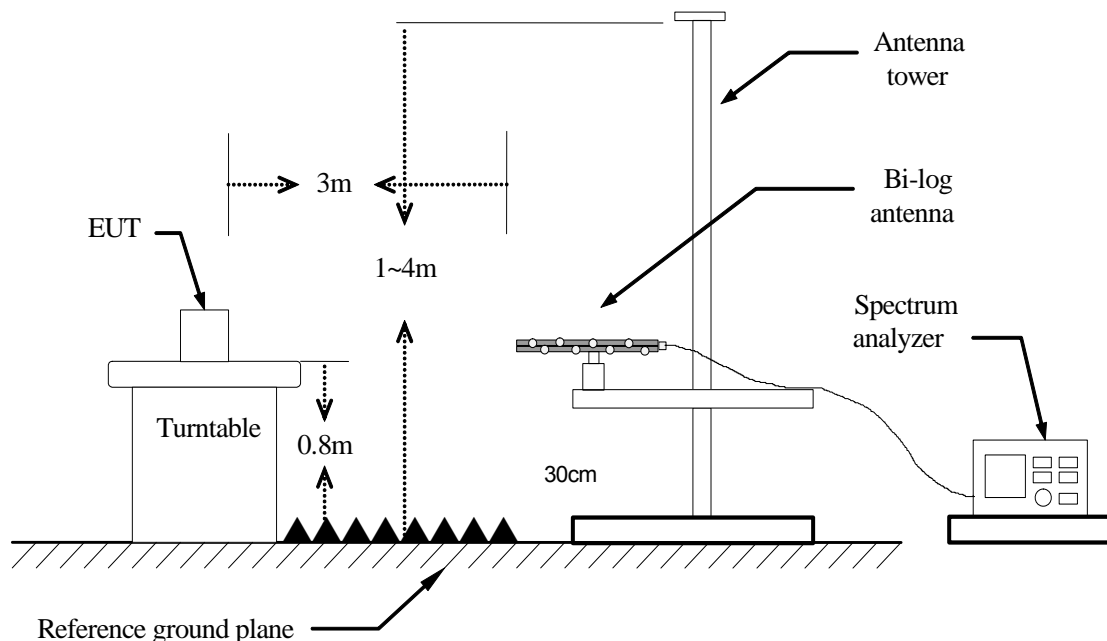 Antenna
tower
3m
Bi-log
antenna
EUT
1~4m
Spectrum
analyzer
Turntable
0.8m
30cm
Reference ground plane